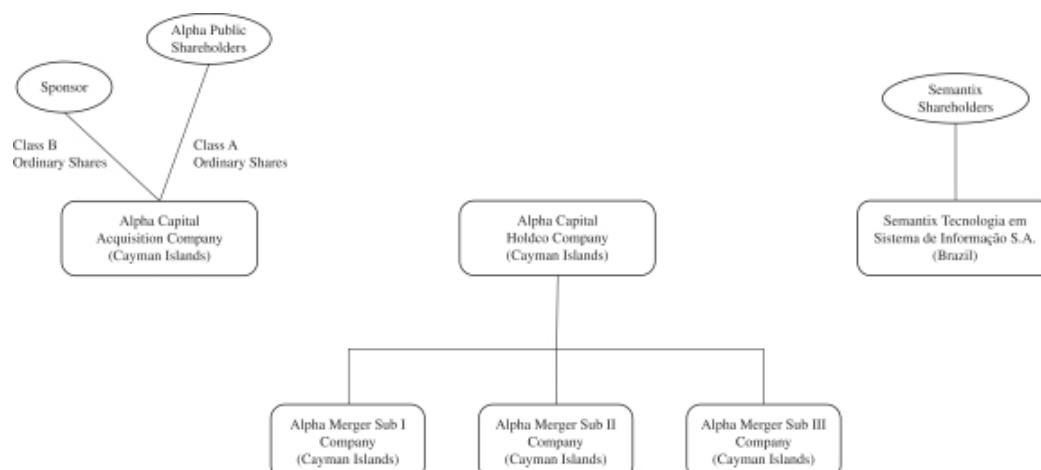 Alpha Public
Shareholders
Sponsor
Semantix
Shareholders
Class B
Ordinary Shares
Class A
Ordinary Shares
Alpha Capital
Acquisition Company
(Cayman Islands)
Alpha Capital
Holdco Company
(Cayman Islands)
Semantix Tecnologia em
Sistema de Informação S.A.
(Brazil)
Alpha Merger Sub I
Company
(Cayman Islands)
Alpha Merger Sub II
Company
(Cayman Islands)
Alpha Merger Sub III
Company
(Cayman Islands)